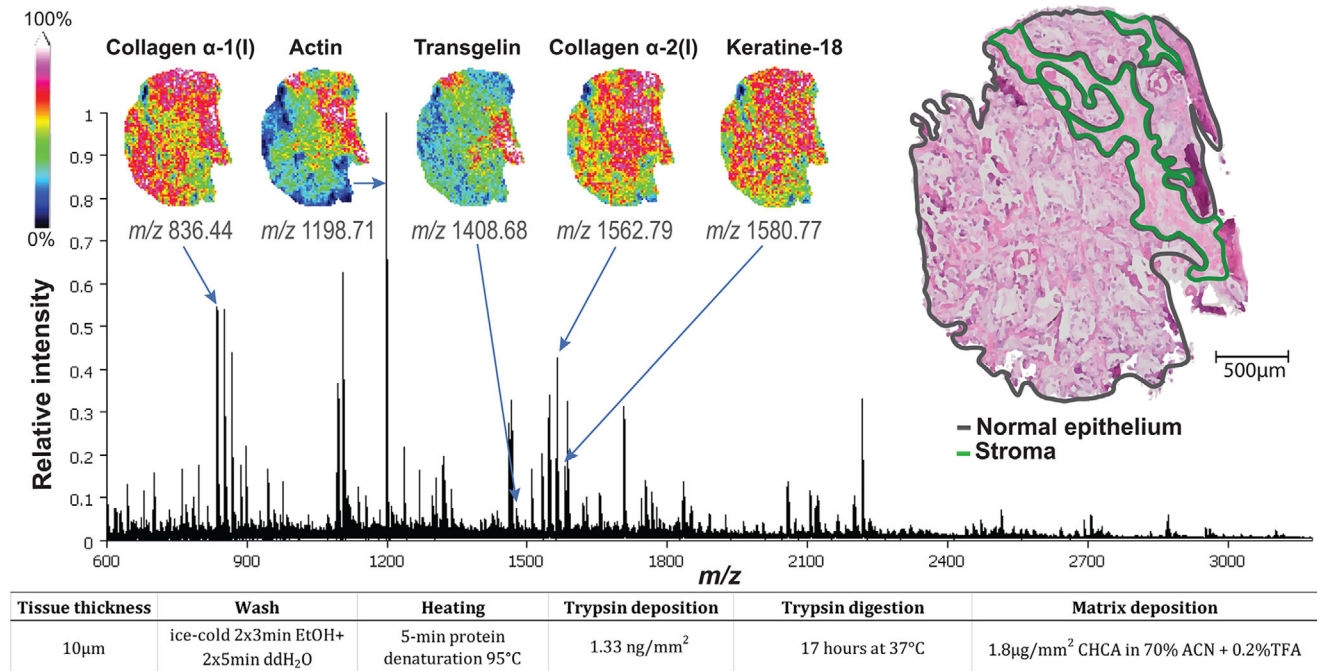 100%
0%
Collagen α-1(I)
Actin
Transgelin
Collagen α-2(I)
Keratine-18
m/z 836.44
m/z 1198.71
m/z 1408.68
m/z 1562.79
m/z 1580.77
Relative intensity
1
0.9
0.8
0.7
0.6
0.5
0.4
0.3
0.2
0.1
0
600
900
1200
1500
1800
2100
2400
2700
3000
m/z
500µm
Normal epithelium
Stroma
Tissue thickness
Wash
Heating
Trypsin deposition
Trypsin digestion
Matrix deposition
10µm
ice-cold 2x3min EtOH+
2x5min ddH₂O
5-min protein
denaturation 95°C
1.33 ng/mm²
17 hours at 37°C
1.8µg/mm² CHCA in 70% ACN + 0.2%TFA